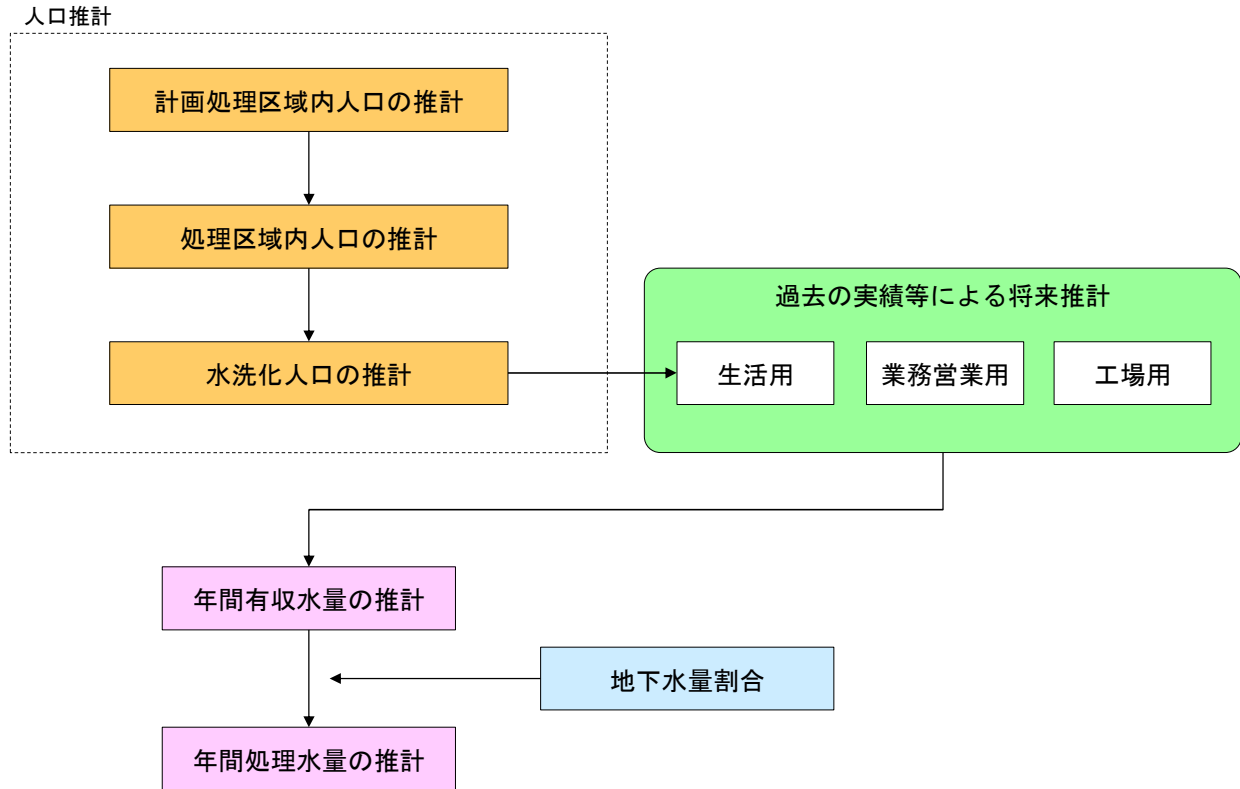 人口推計
計画処理区域内人口の推計
処理区域内人口の推計
水洗化人口の推計
過去の実績等による将来推計
生活用
業務営業用
工場用
年間有収水量の推計
地下水量割合
年間処理水量の推計